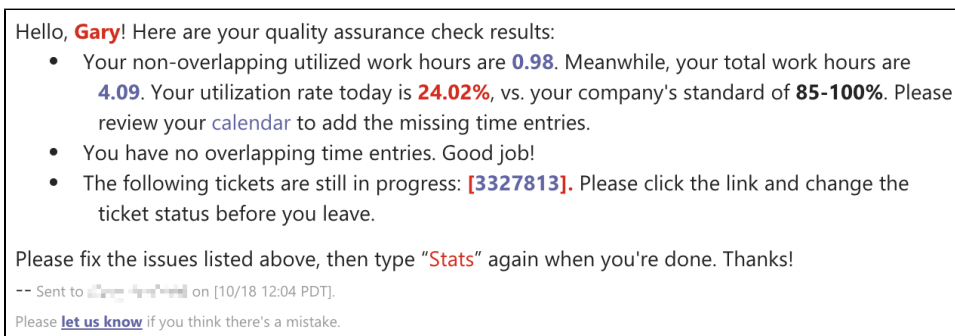 Hello, Gary! Here are your quality assurance check results:
• Your non-overlapping utilized work hours are 0.98. Meanwhile, your total work hours are
4.09. Your utilization rate today is 24.02%, vs. your company's standard of 85-100%. Please
review your calendar to add the missing time entries.
• You have no overlapping time entries. Good job!
• The following tickets are still in progress: [3327813]. Please click the link and change the
ticket status before you leave.
Please fix the issues listed above, then type “Stats” again when you're done. Thanks!
-- Sent to on [10/18 12:04 PDT].
Please let us know if you think there's a mistake.